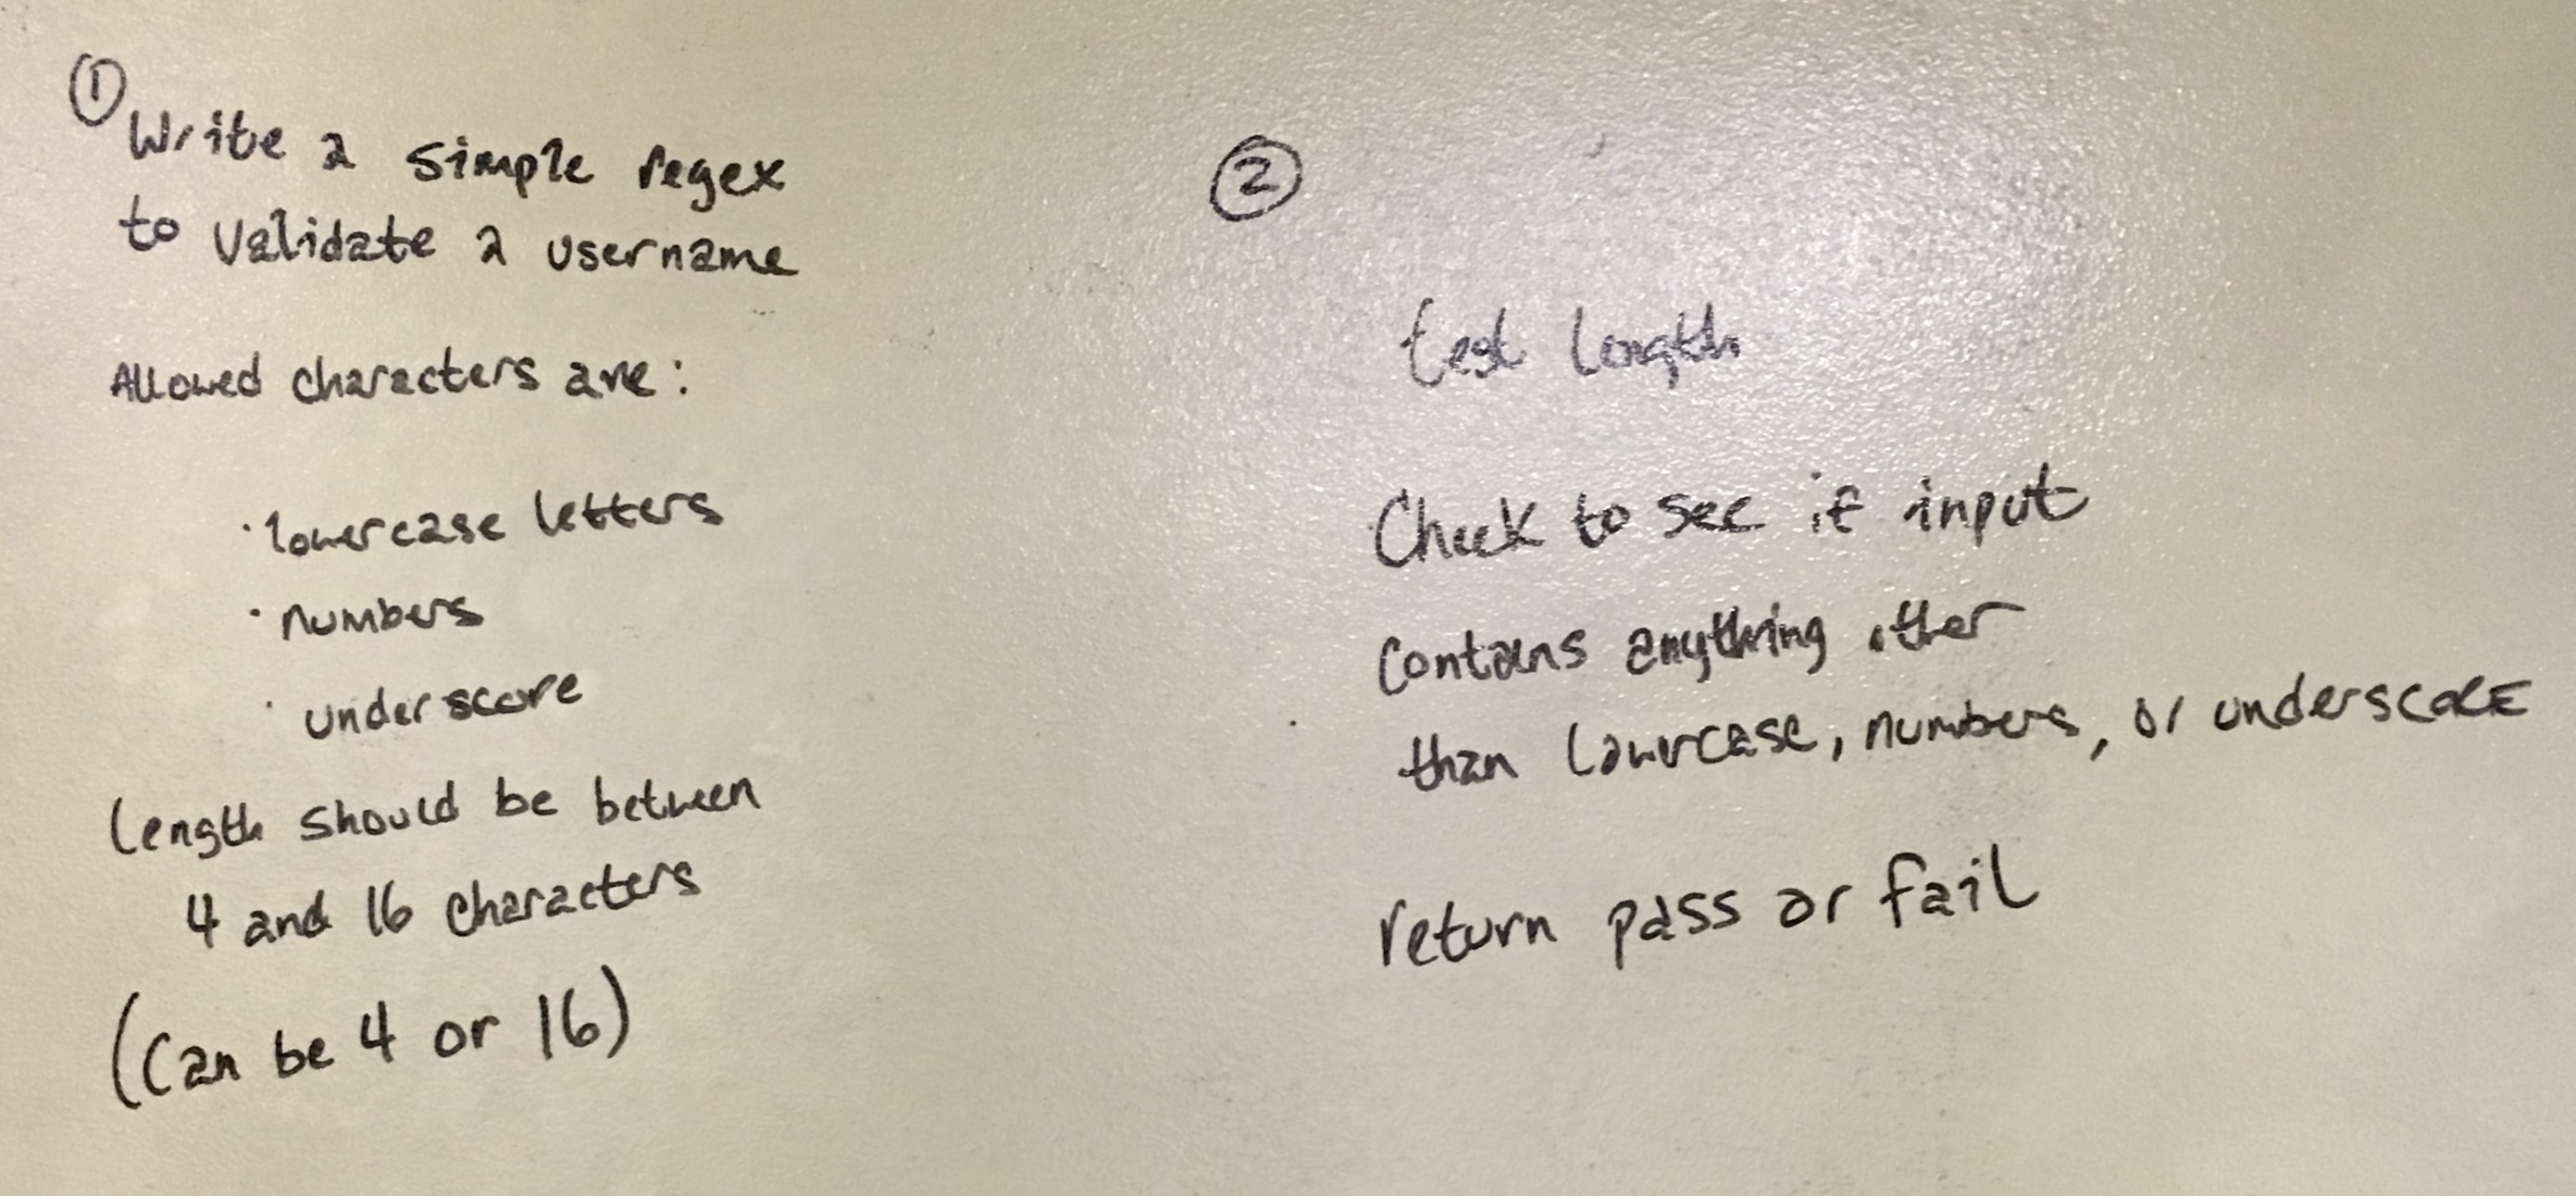 ①
Write a simple regex
to validate a username
Allowed characters are:
· lowercase letters
· numbers
· underscore
length should be between
4 and 16 characters
(Can be 4 or 16)
②
test length
Check to see if input
contains anything other
than lowercase, numbers, or underscore
return pass or fail